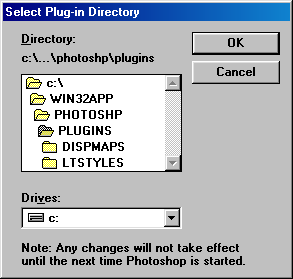 Select Plug-in Directory
Directory:
c:\...\photoshp\plugins
OK
Cancel
c:\
WIN32APP
PHOTOSHP
PLUGINS
DISPMAPS
LTSTYLES
Drives:
c:
Note: Any changes will not take effect
until the next time Photoshop is started.